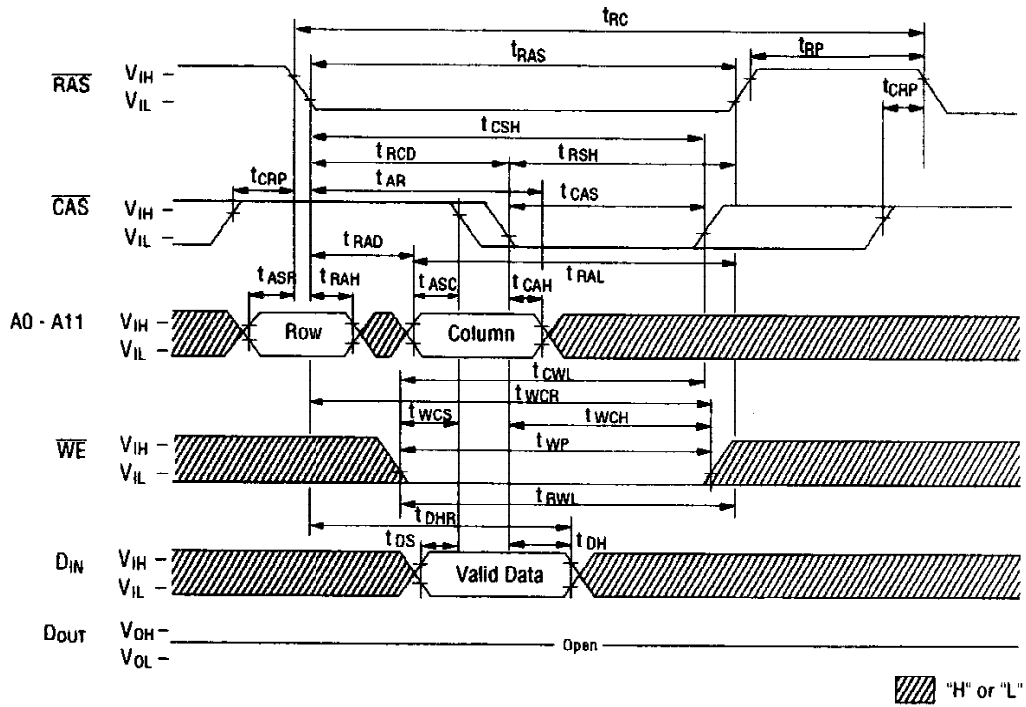 tRC
tRAS
tRP
RAS
VIH
VIL
tCRP
tCSH
tRCD
tRSH
tCRP
tAR
tCAS
CAS
VIH
VIL
tRAD
tRAL
tASR
tRAH
tASC
tCAH
A0 - A11
VIH
VIL
Row
Column
tCWL
tWCR
tWCS
tWCH
WE
VIH
VIL
tWP
tRWL
tDHR
tDS
tDH
DIN
VIH
VIL
Valid Data
DOUT
VOH
VOL
Open
"H" or "L"